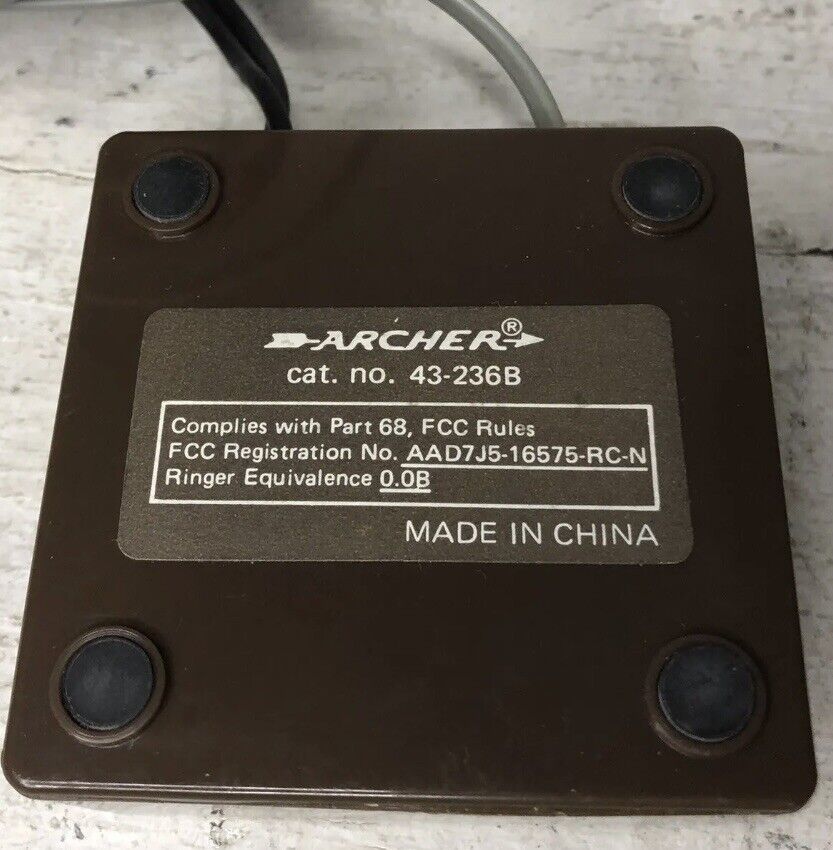 ARCHER®
cat. no. 43-236B
Complies with Part 68, FCC Rules
FCC Registration No. AAD7J5-16575-RC-N
Ringer Equivalence 0.0B
MADE IN CHINA